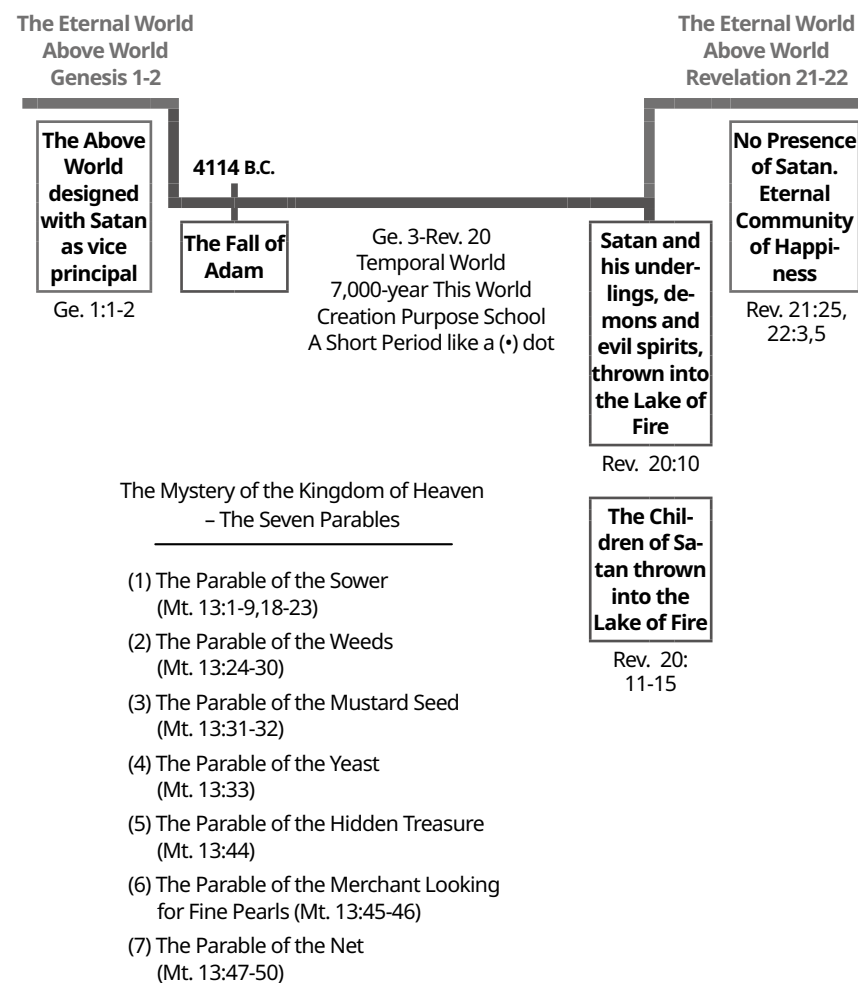 The Eternal World
Above World
Genesis 1-2
The Eternal World
Above World
Revelation 21-22
The Above
World
designed
with Satan
as vice
principal
Ge. 1:1-2
4114 B.C.
The Fall of
Adam
Ge. 3-Rev. 20
Temporal World
7,000-year This World
Creation Purpose School
A Short Period like a (•) dot
Satan and
his under-
lings, de-
mons and
evil spirits,
thrown into
the Lake of
Fire
Rev. 20:10
The Chil-
dren of Sa-
tan thrown
into the
Lake of Fire
Rev. 20:
11-15
No Presence
of Satan.
Eternal
Community
of Happi-
ness
Rev. 21:25,
22:3,5
The Mystery of the Kingdom of Heaven
– The Seven Parables
(1) The Parable of the Sower
(Mt. 13:1-9,18-23)
(2) The Parable of the Weeds
(Mt. 13:24-30)
(3) The Parable of the Mustard Seed
(Mt. 13:31-32)
(4) The Parable of the Yeast
(Mt. 13:33)
(5) The Parable of the Hidden Treasure
(Mt. 13:44)
(6) The Parable of the Merchant Looking
for Fine Pearls (Mt. 13:45-46)
(7) The Parable of the Net
(Mt. 13:47-50)